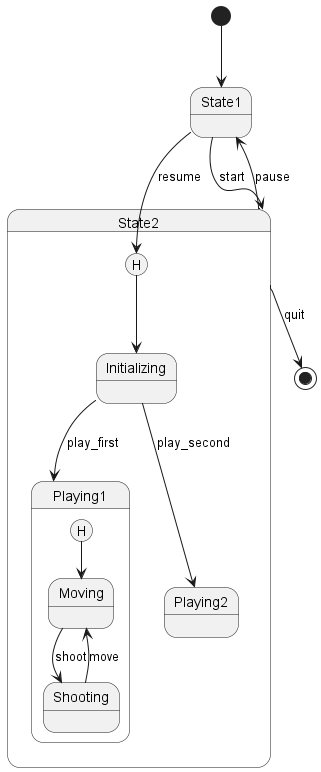 State1
resume
start
pause
State2
H
quit
Initializing
play_first
play_second
Playing1
H
Moving
Playing2
shoot
move
Shooting